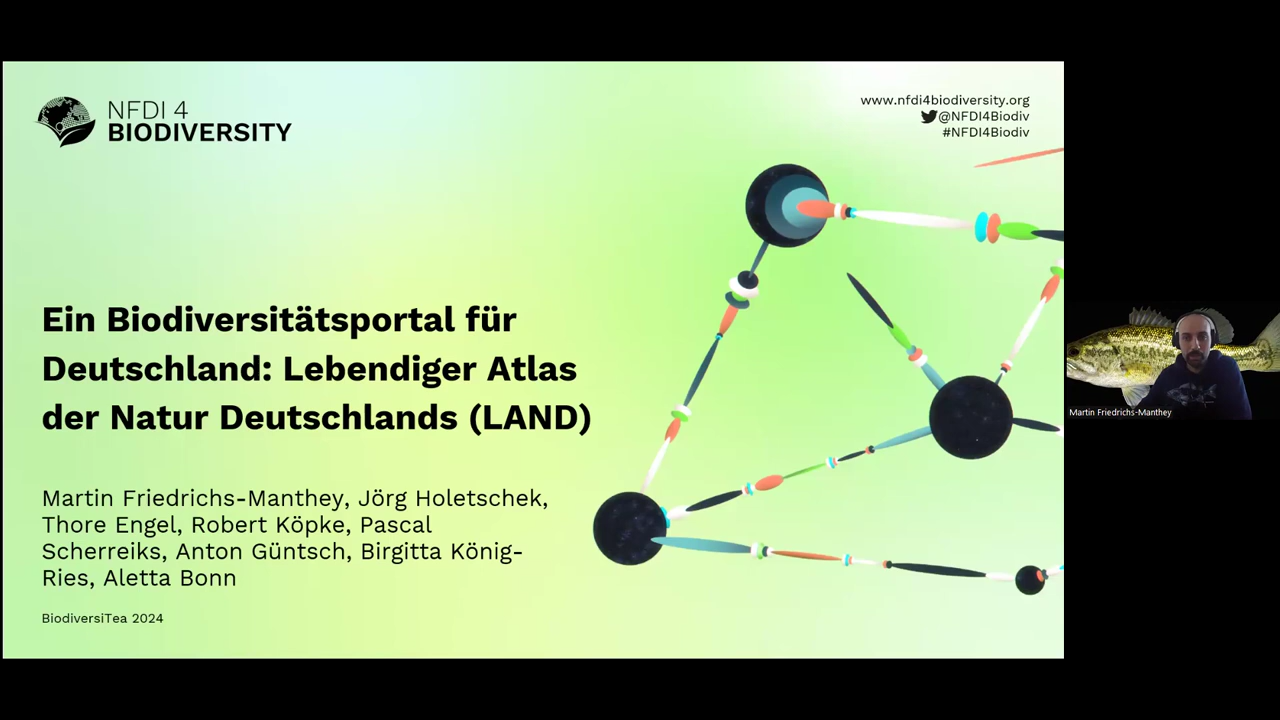 NFDI 4
BIODIVERSITY
www.nfdi4biodiversity.org
@NFDI4Biodiv
#NFDI4Biodiv
Ein Biodiversitätsportal für
Deutschland: Lebendiger Atlas
der Natur Deutschlands (LAND)
Martin Friedrichs-Manthey, Jörg Holetschek,
Thore Engel, Robert Köpke, Pascal
Scherreiks, Anton Güntsch, Birgitta König-
Ries, Aletta Bonn
BiodiversiTea 2024
Martin Friedrichs-Manthey